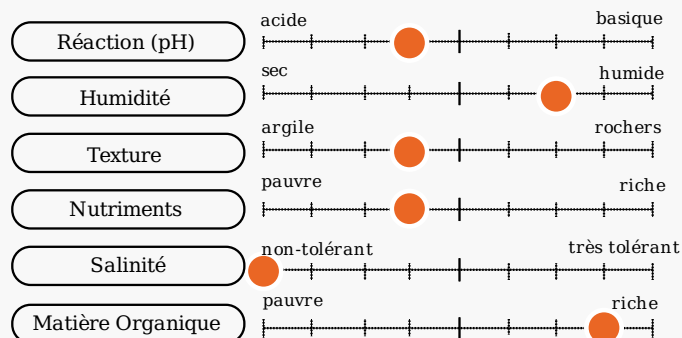 acide basique
Réaction (pH)
sec humide
Humidité
argile rochers
Texture
pauvre riche
Nutriments
non-tolérant très tolérant
Salinité
pauvre riche
Matière Organique